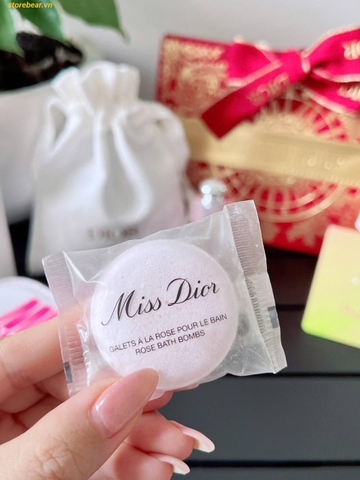 storebear.vn
Miss Dior
GALETS À LA ROSE POUR LE BAIN
ROSE BATH BOMBS